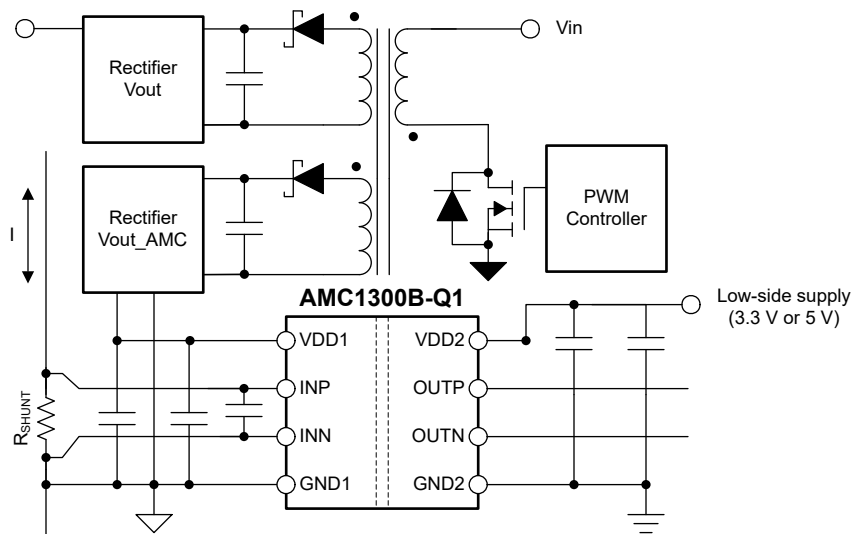 Rectifier
Vout
Vin
Rectifier
Vout_AMC
PWM
Controller
I
AMC1300B-Q1
Low-side supply
(3.3 V or 5 V)
VDD1
VDD2
INP
OUTP
RSHUNT
INN
OUTN
GND1
GND2